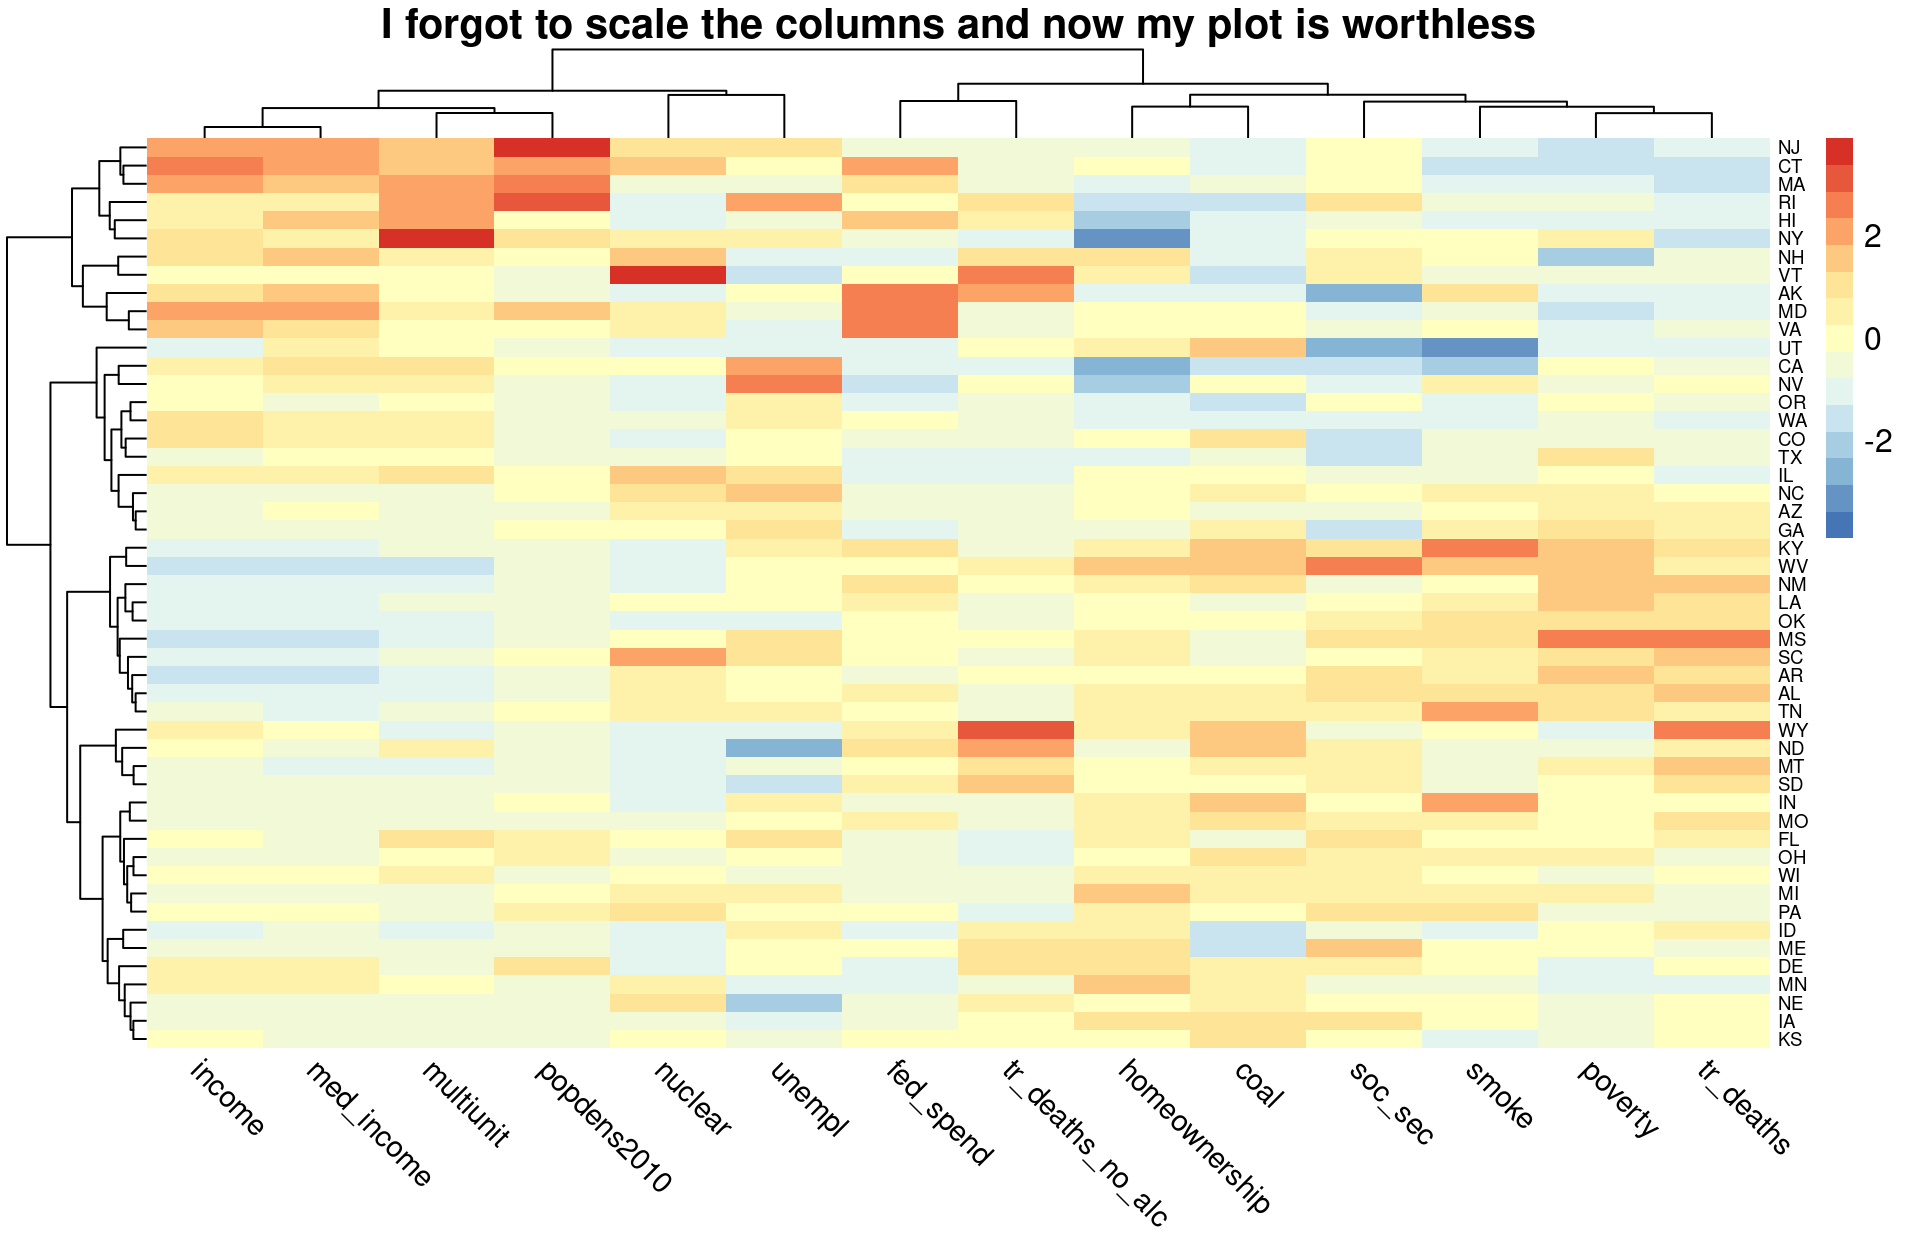 I forgot to scale the columns and now my plot is worthless
NJ
CT
MA
RI
HI
NY
NH
VT
AK
MD
VA
UT
CA
NV
OR
WA
CO
TX
IL
NC
AZ
GA
KY
WV
NM
LA
OK
MS
SC
AR
AL
TN
WY
ND
MT
SD
IN
MO
FL
OH
WI
MI
PA
ID
ME
DE
MN
NE
IA
KS
2
0
-2
income
med_income
multiunit
popdens2010
nuclear
unempl
fed_spend
tr_deaths_no_alc
homeownership
coal
soc_sec
smoke
poverty
tr_deaths